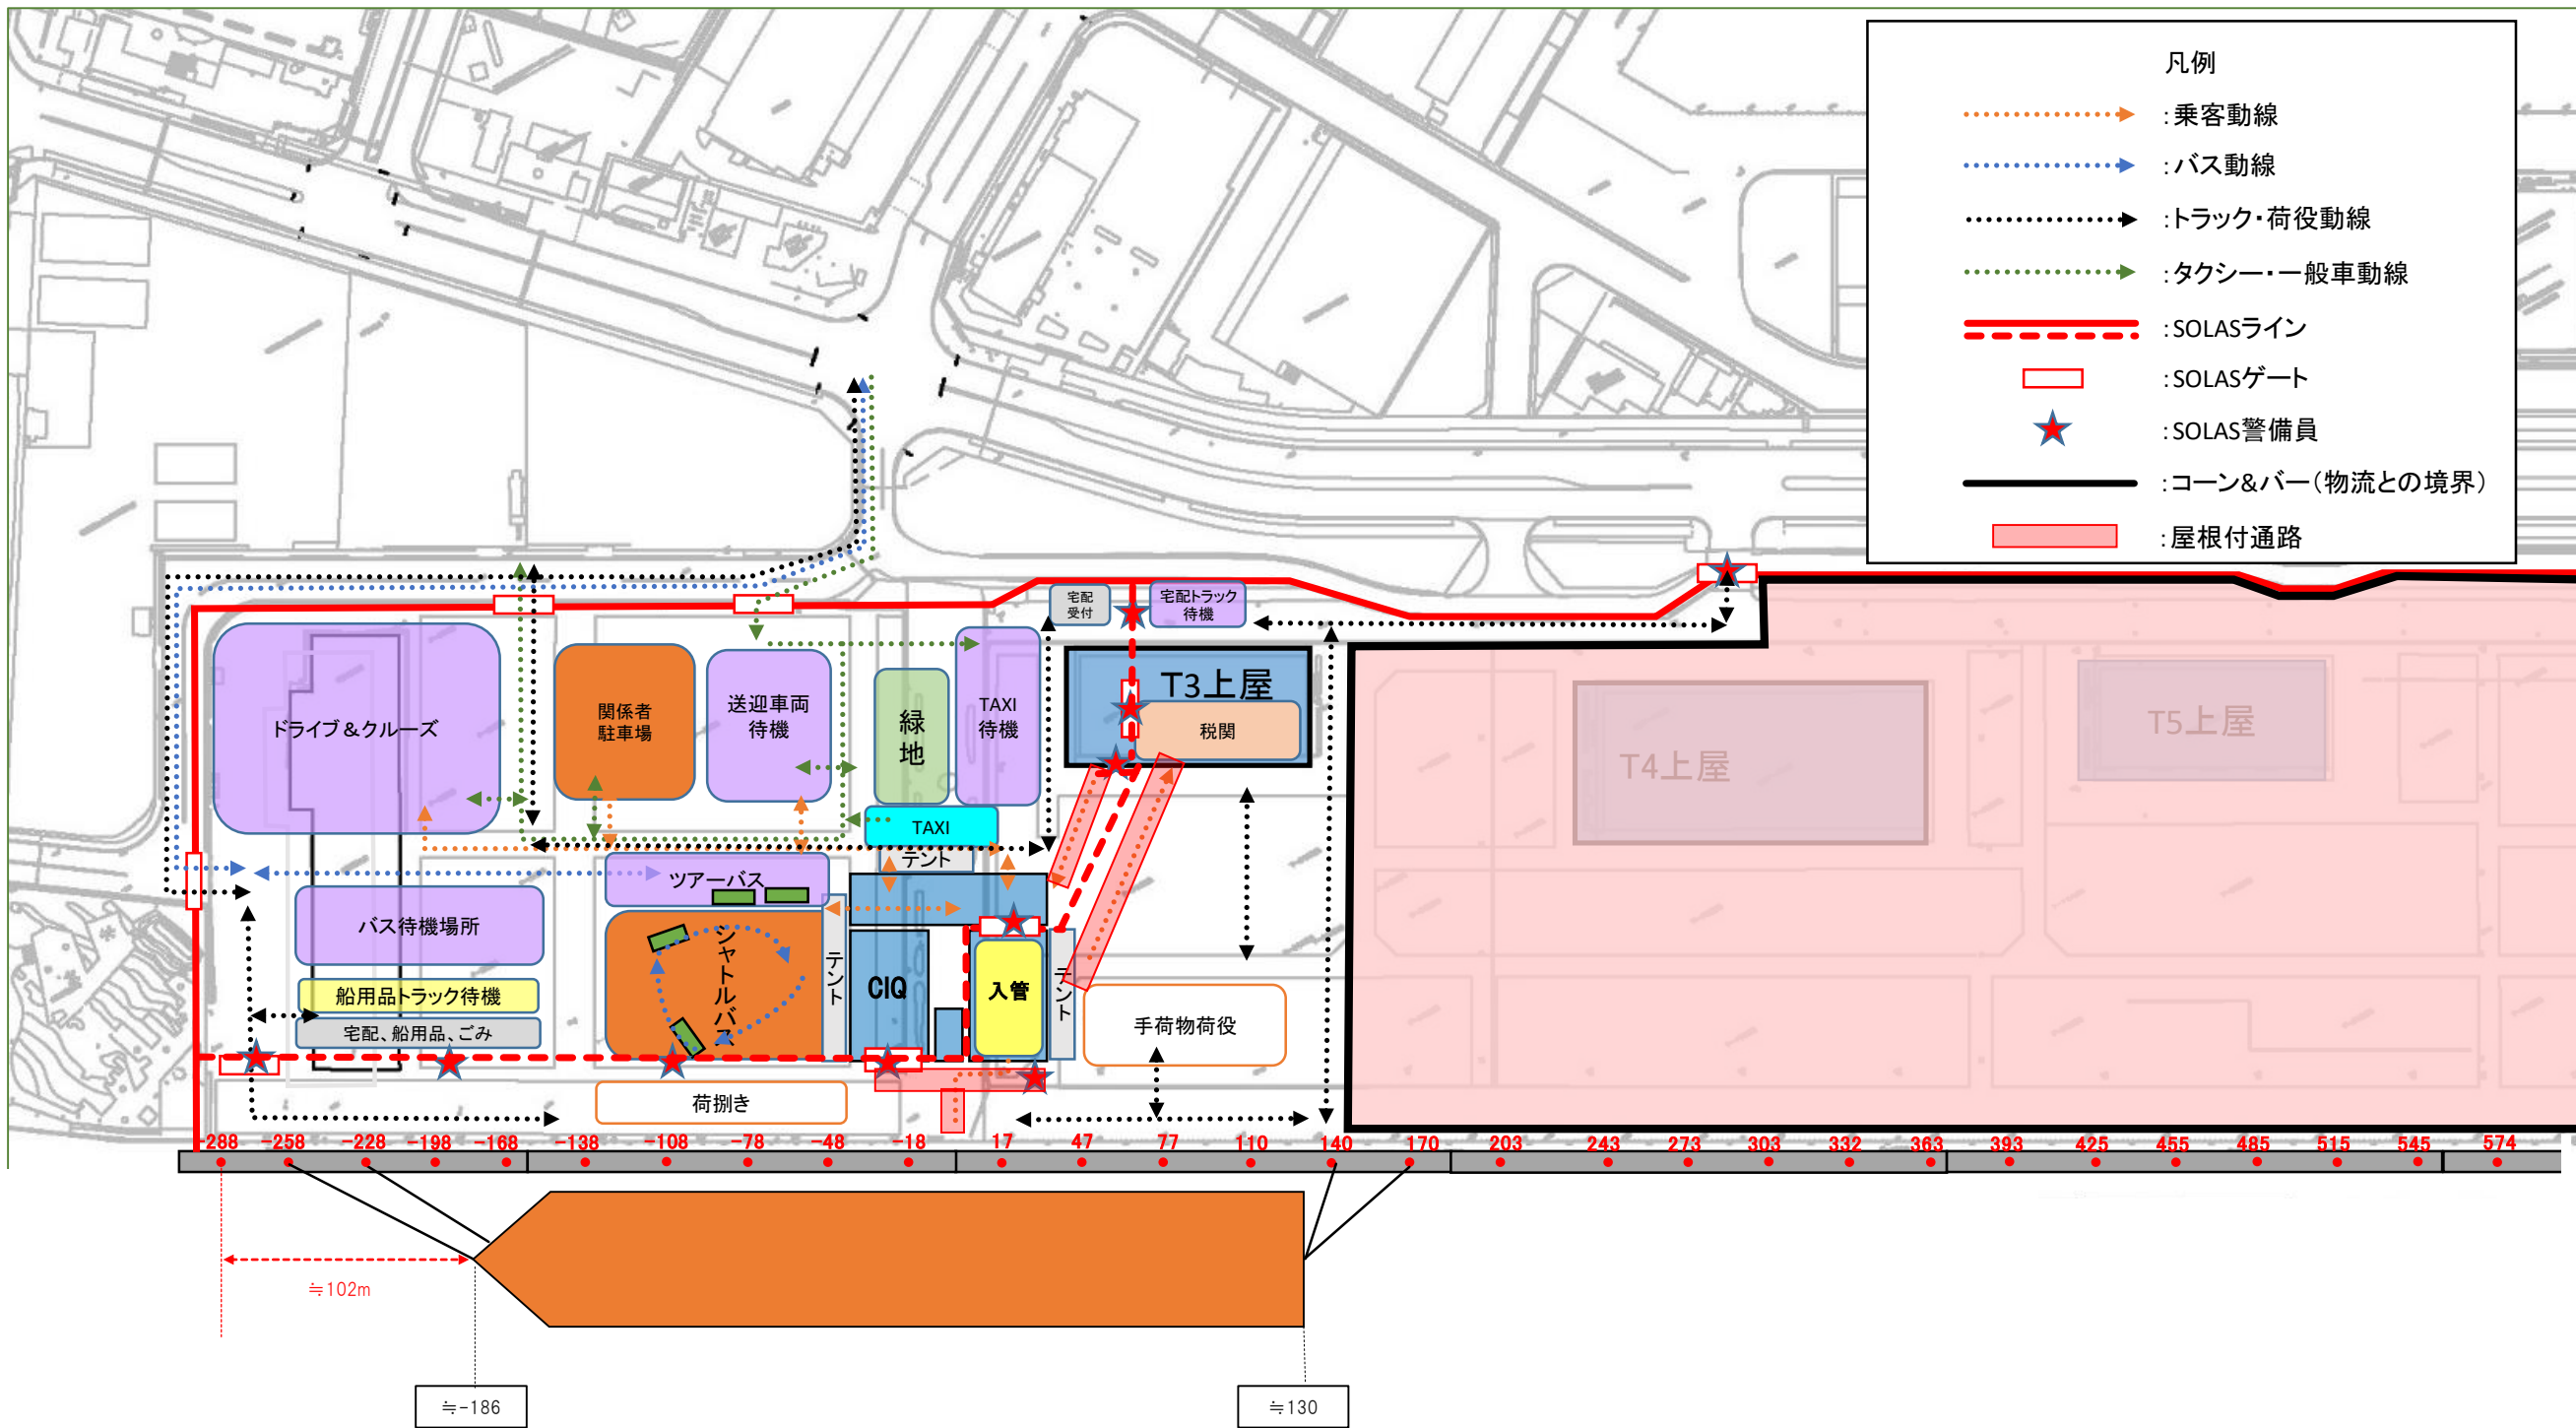 凡例
:乗客動線
:バス動線
:トラック・荷役動線
:タクシー・一般車動線
:SOLASライン
:SOLASゲート
:SOLAS警備員
:コーン&バー(物流との境界)
:屋根付通路
宅配
受付
宅配トラック
待機
ドライブ&クルーズ
関係者
駐車場
送迎車両
待機
緑地
TAXI
待機
T3上屋
税関
T4上屋
T5上屋
TAXI
テント
ツアーバス
バス待機場所
シャトルバス
テント
CIQ
入管
テント
船用品トラック待機
宅配、船用品、ごみ
手荷物荷役
荷捌き
-288 -258 -228 -198 -168 -138 -108 -78 -48 -18 17 47 77 110 140 170 203 243 273 303 332 363 393 425 455 485 515 545 574
≒102m
≒-186
≒130